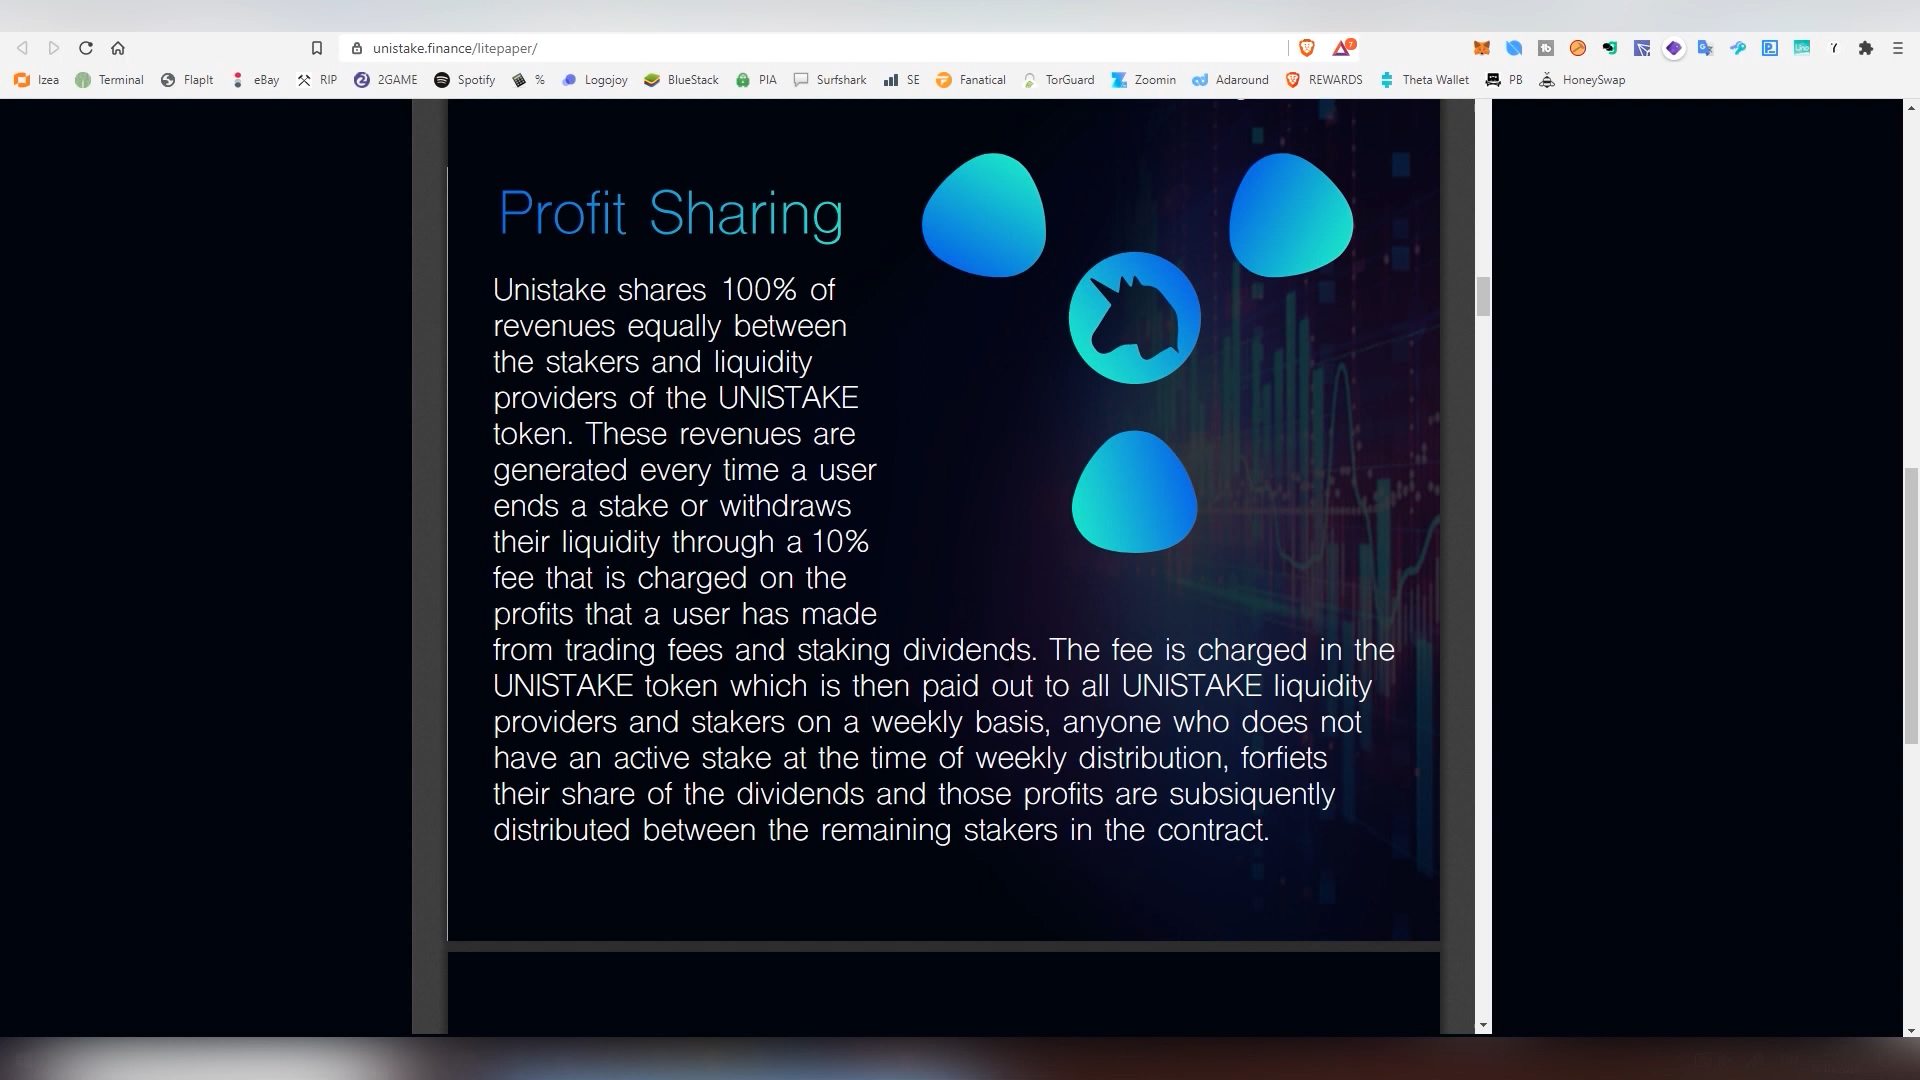 unistake.finance/litepaper/
7
Izea Terminal FlapIt eBay RIP 2GAME Spotify % Logojoy BlueStack PIA Surfshark SE Fanatical TorGuard Zoomin Adaround REWARDS Theta Wallet PB HoneySwap
Profit Sharing
Unistake shares 100% of
revenues equally between
the stakers and liquidity
providers of the UNISTAKE
token. These revenues are
generated every time a user
ends a stake or withdraws
their liquidity through a 10%
fee that is charged on the
profits that a user has made
from trading fees and staking dividends. The fee is charged in the
UNISTAKE token which is then paid out to all UNISTAKE liquidity
providers and stakers on a weekly basis, anyone who does not
have an active stake at the time of weekly distribution, forfiets
their share of the dividends and those profits are subsiquently
distributed between the remaining stakers in the contract.